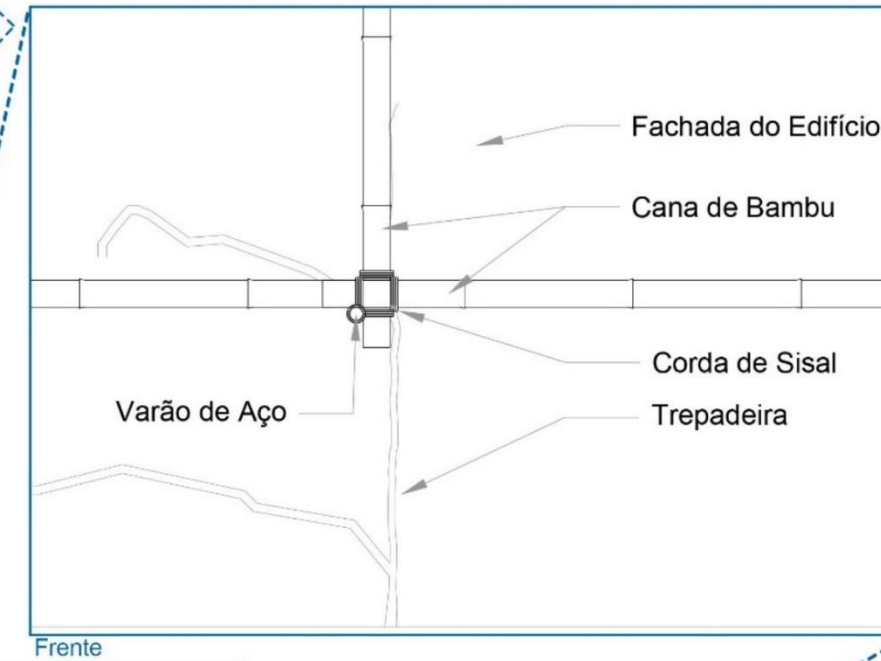 Fachada do Edifício
Cana de Bambu
Corda de Sisal
Varão de Aço
Trepadeira
Frente